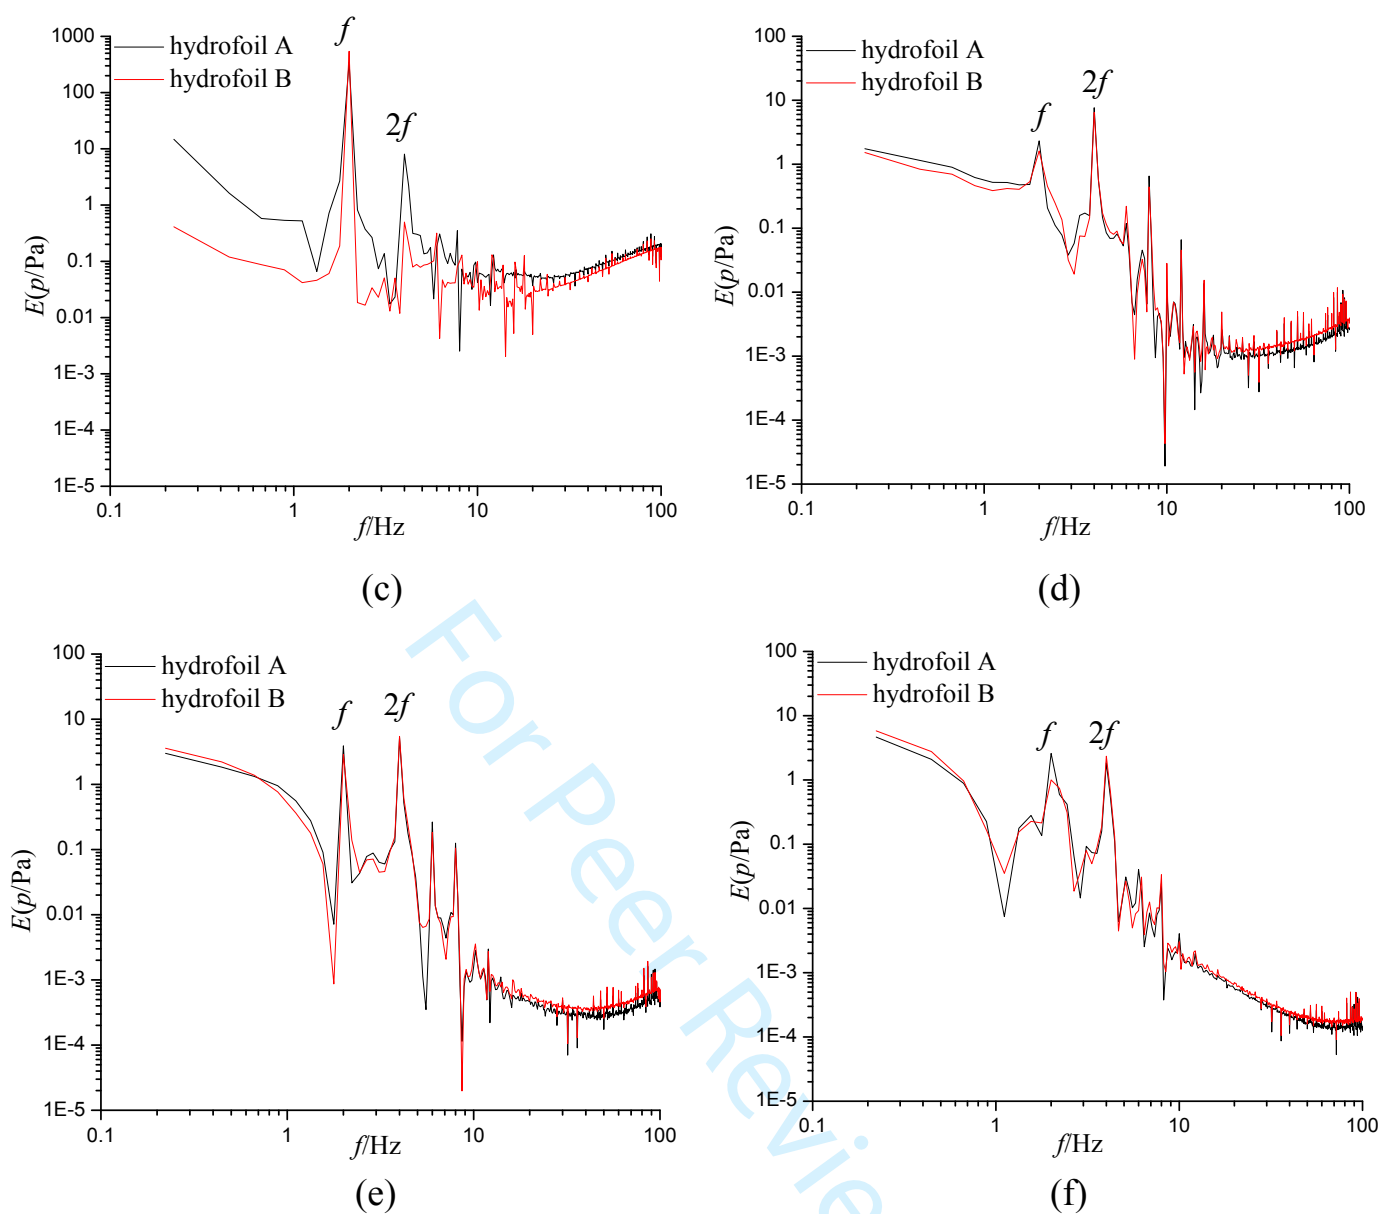 hydrofoil A
hydrofoil B
f
2f
1000
100
10
1
0.1
0.01
1E-3
1E-4
1E-5
E(p/Pa)
0.1
1
10
100
f/Hz
(c)
hydrofoil A
hydrofoil B
f
2f
100
10
1
0.1
0.01
1E-3
1E-4
1E-5
E(p/Pa)
0.1
1
10
100
f/Hz
(d)
hydrofoil A
hydrofoil B
f
2f
100
10
1
0.1
0.01
1E-3
1E-4
1E-5
E(p/Pa)
0.1
1
10
100
f/Hz
(e)
hydrofoil A
hydrofoil B
f
2f
100
10
1
0.1
0.01
1E-3
1E-4
1E-5
E(p/Pa)
0.1
1
10
100
f/Hz
(f)
For Peer Revie